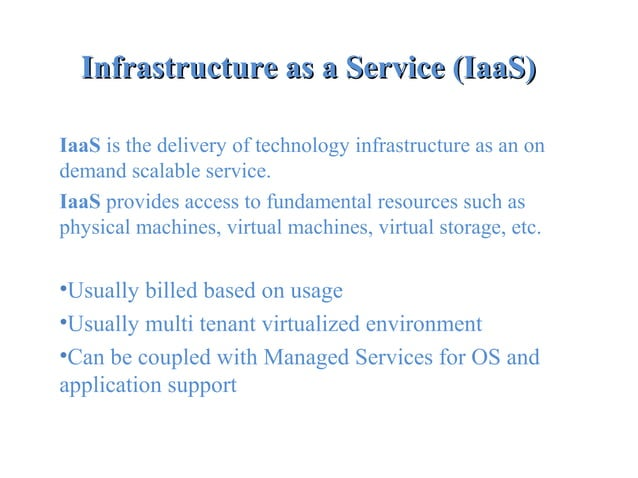 Infrastructure as a Service (IaaS)
IaaS is the delivery of technology infrastructure as an on
demand scalable service.
IaaS provides access to fundamental resources such as
physical machines, virtual machines, virtual storage, etc.
•Usually billed based on usage
•Usually multi tenant virtualized environment
•Can be coupled with Managed Services for OS and
application support